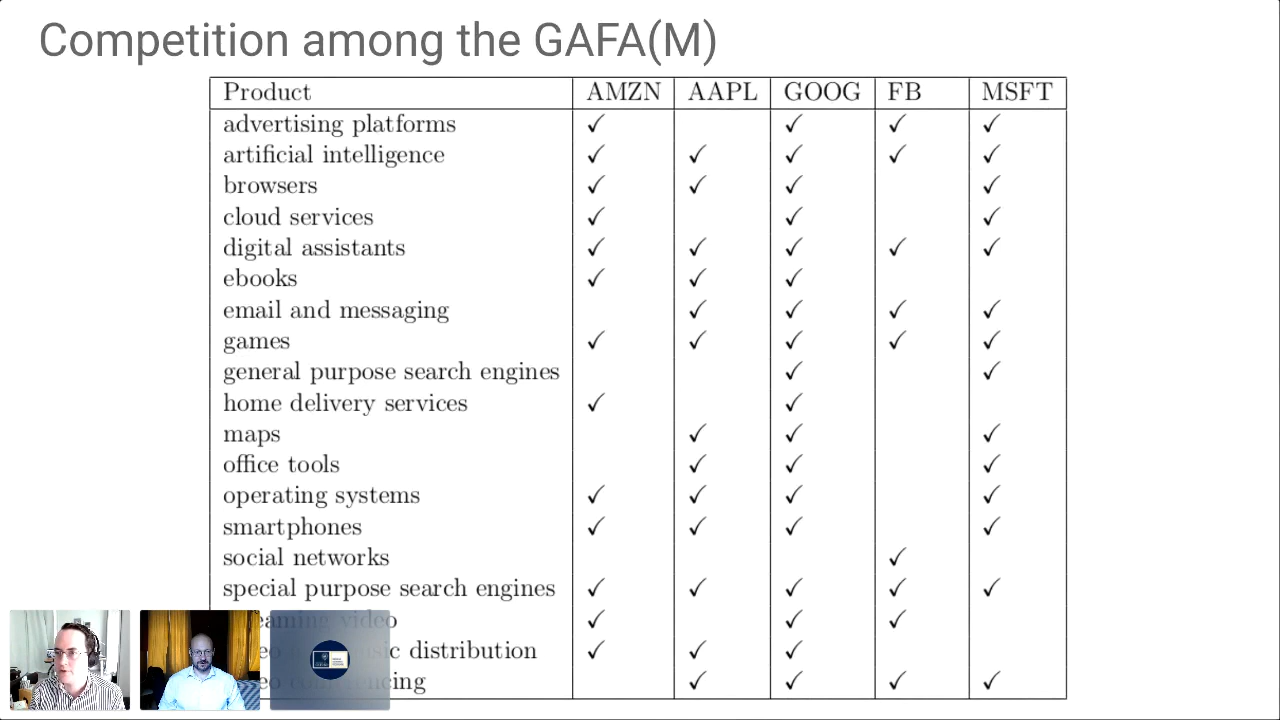 Competition among the GAFA(M)
Product AMZN AAPL GOOG FB MSFT
advertising platforms ✓ ✓ ✓ ✓
artificial intelligence ✓ ✓ ✓ ✓ ✓
browsers ✓ ✓ ✓ ✓
cloud services ✓ ✓ ✓
digital assistants ✓ ✓ ✓ ✓ ✓
ebooks ✓ ✓ ✓
email and messaging ✓ ✓ ✓ ✓
games ✓ ✓ ✓ ✓ ✓
general purpose search engines ✓ ✓
home delivery services ✓ ✓
maps ✓ ✓ ✓
office tools ✓ ✓ ✓
operating systems ✓ ✓ ✓ ✓
smartphones ✓ ✓ ✓ ✓
social networks ✓
special purpose search engines ✓ ✓ ✓ ✓ ✓
video ✓ ✓ ✓
distribution ✓ ✓ ✓
✓ ✓ ✓ ✓